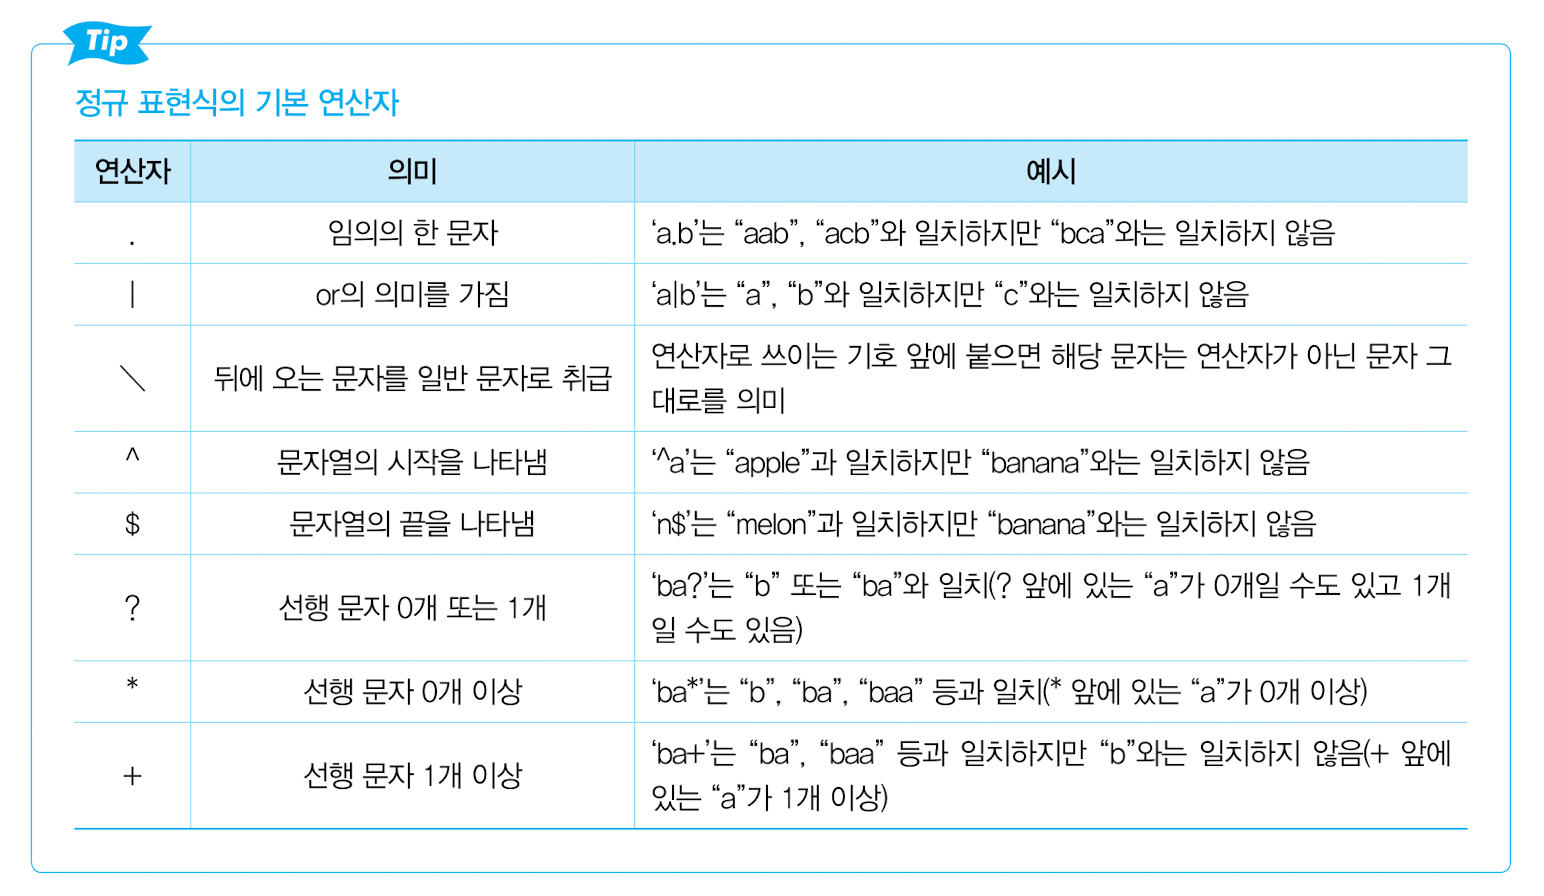 Tip
정규 표현식의 기본 연산자
연산자 의미 예시
. 임의의 한 문자 ‘a.b’는 “aab”, “acb”와 일치하지만 “bca”와는 일치하지 않음
| or의 의미를 가짐 ‘a|b’는 “a”, “b”와 일치하지만 “c”와는 일치하지 않음
\ 뒤에 오는 문자를 일반 문자로 취급 연산자로 쓰이는 기호 앞에 붙으면 해당 문자는 연산자가 아닌 문자 그
대로를 의미
^ 문자열의 시작을 나타냄 ‘^a’는 “apple”과 일치하지만 “banana”와는 일치하지 않음
$ 문자열의 끝을 나타냄 ‘n$’는 “melon”과 일치하지만 “banana”와는 일치하지 않음
? 선행 문자 0개 또는 1개 ‘ba?’는 “b” 또는 “ba”와 일치(? 앞에 있는 “a”가 0개일 수도 있고 1개
일 수도 있음)
* 선행 문자 0개 이상 ‘ba*’는 “b”, “ba”, “baa” 등과 일치(* 앞에 있는 “a”가 0개 이상)
+ 선행 문자 1개 이상 ‘ba+’는 “ba”, “baa” 등과 일치하지만 “b”와는 일치하지 않음(+ 앞에
있는 “a”가 1개 이상)